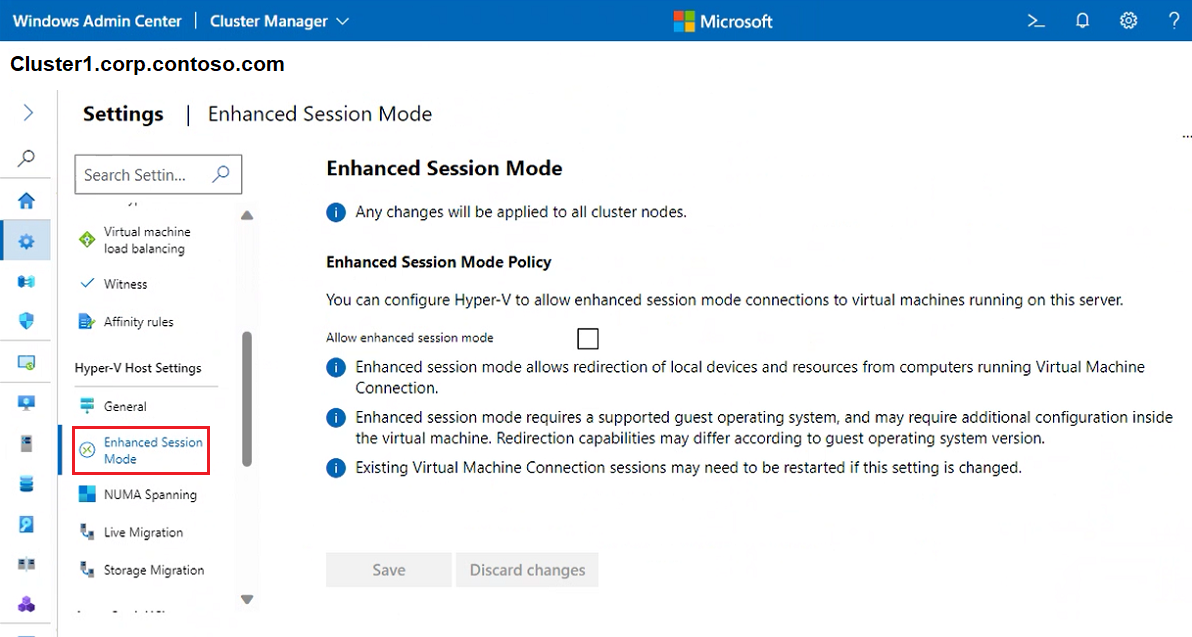 Windows Admin Center | Cluster Manager
Microsoft
Cluster1.corp.contoso.com
Settings | Enhanced Session Mode
Search Settin...
Virtual machine
load balancing
Witness
Affinity rules
Hyper-V Host Settings
General
Enhanced Session
Mode
NUMA Spanning
Live Migration
Storage Migration
Enhanced Session Mode
Any changes will be applied to all cluster nodes.
Enhanced Session Mode Policy
You can configure Hyper-V to allow enhanced session mode connections to virtual machines running on this server.
Allow enhanced session mode
Enhanced session mode allows redirection of local devices and resources from computers running Virtual Machine
Connection.
Enhanced session mode requires a supported guest operating system, and may require additional configuration inside
the virtual machine. Redirection capabilities may differ according to guest operating system version.
Existing Virtual Machine Connection sessions may need to be restarted if this setting is changed.
Save
Discard changes